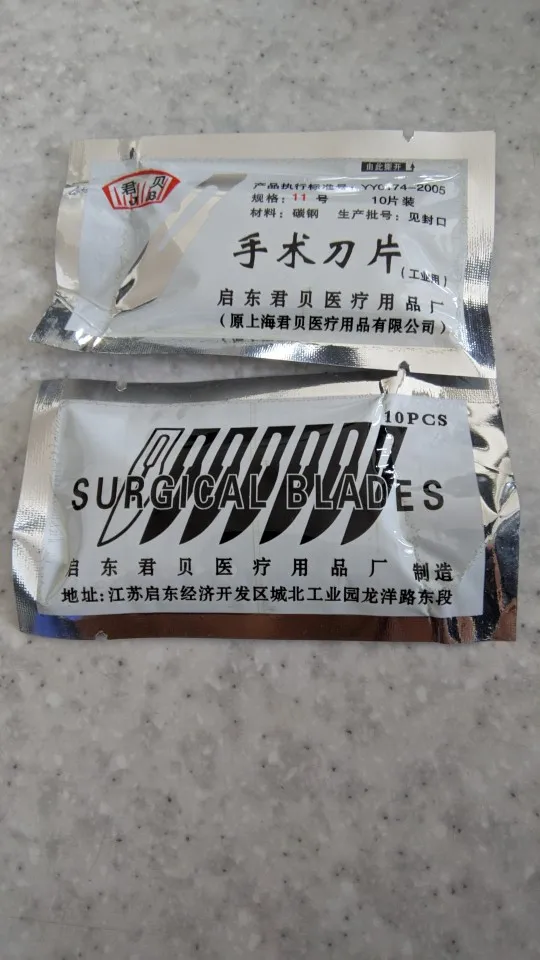 由此撕开
君 贝
J B
产品执行标准号:YY0174-2005
规格:11 号 10片装
材料:碳钢 生产批号:见封口
手术刀片
(工业用)
启东君贝医疗用品厂
(原上海君贝医疗用品有限公司)
10PCS
SURGICAL BLADES
启东君贝医疗用品厂 制造
地址:江苏启东经济开发区城北工业园龙洋路东段